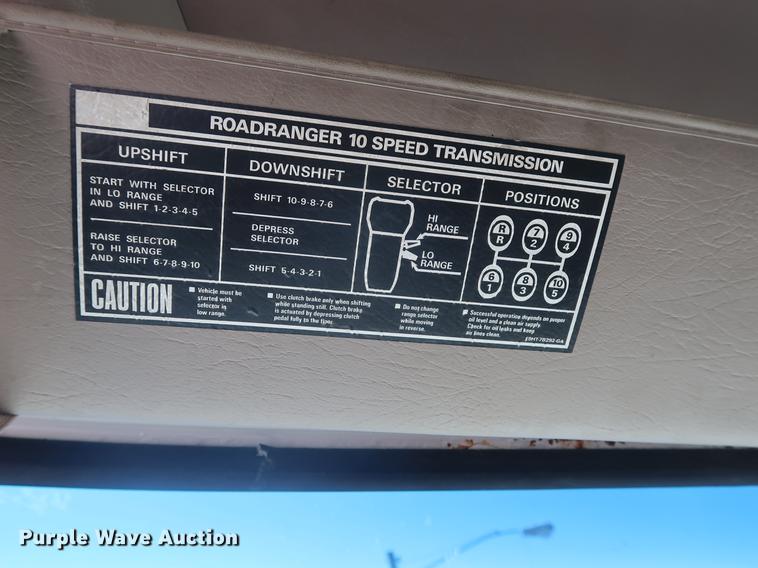 ROADRANGER 10 SPEED TRANSMISSION
UPSHIFT
START WITH SELECTOR
IN LO RANGE
AND SHIFT 1-2-3-4-5
RAISE SELECTOR
TO HI RANGE
AND SHIFT 6-7-8-9-10
DOWNSHIFT
SHIFT 10-9-8-7-6
DEPRESS
SELECTOR
SHIFT 5-4-3-2-1
SELECTOR
HI
RANGE
LO
RANGE
POSITIONS
R 7 9
R 2 4
6 8 10
1 3 5
CAUTION
Vehicle must be
started with
selector in
low range.
Use clutch brake only when shifting
while standing still. Clutch brake
is actuated by depressing clutch
pedal fully to the floor.
Do not change
range selector
while moving
in reverse.
Successful operation depends on proper
oil level and a clean air supply.
Check for oil leaks and keep
air lines clean.
E8HT-7B292-GA
Purple Wave Auction